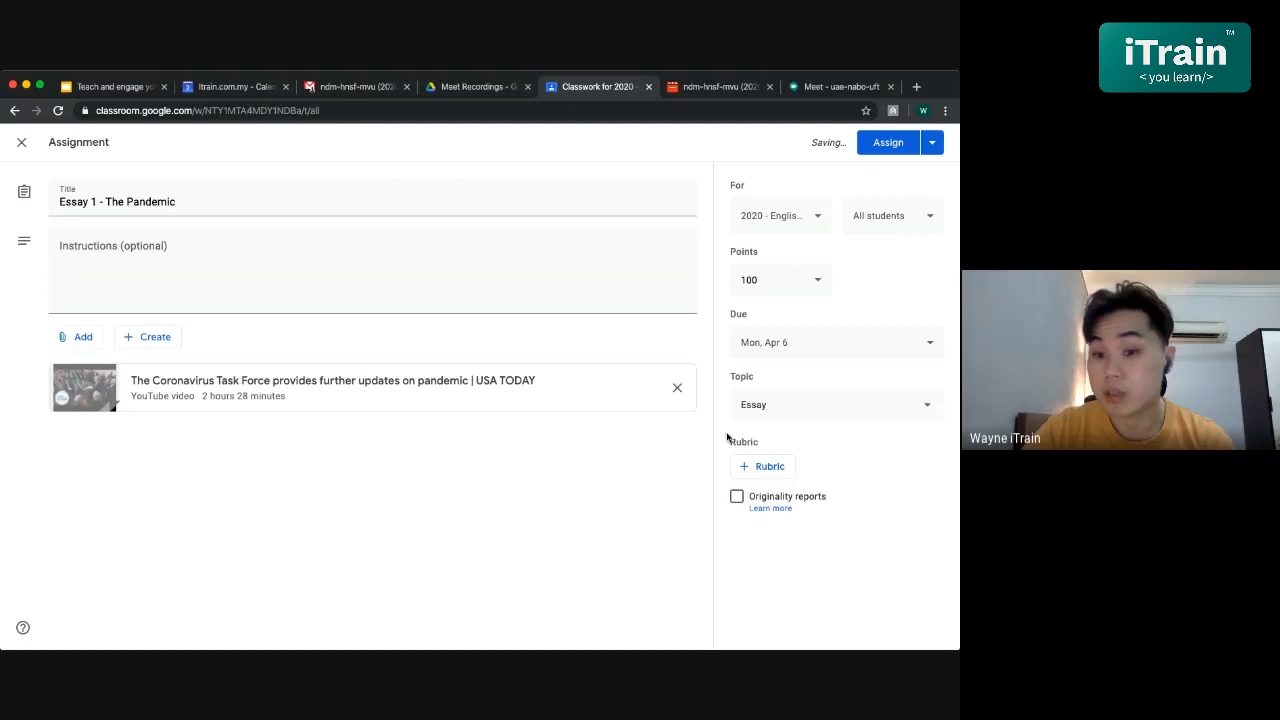 iTrain™
< you learn/>
Teach and engage yo
Itrain.com.my - Calen
ndm-hnsf-mvu (202
Meet Recordings - G
Classwork for 2020 -
ndm-hnsf-mvu (202
Meet - uae-nabo-uft
classroom.google.com/w/NTY1MTA4MDY1NDBa/t/all
W
Assignment
Saving...
Assign
Title
Essay 1 - The Pandemic
Instructions (optional)
Add
Create
The Coronavirus Task Force provides further updates on pandemic | USA TODAY
YouTube video 2 hours 28 minutes
For
2020 - Englis...
All students
Points
100
Due
Mon, Apr 6
Topic
Essay
Rubric
Rubric
Originality reports
Learn more
Wayne iTrain